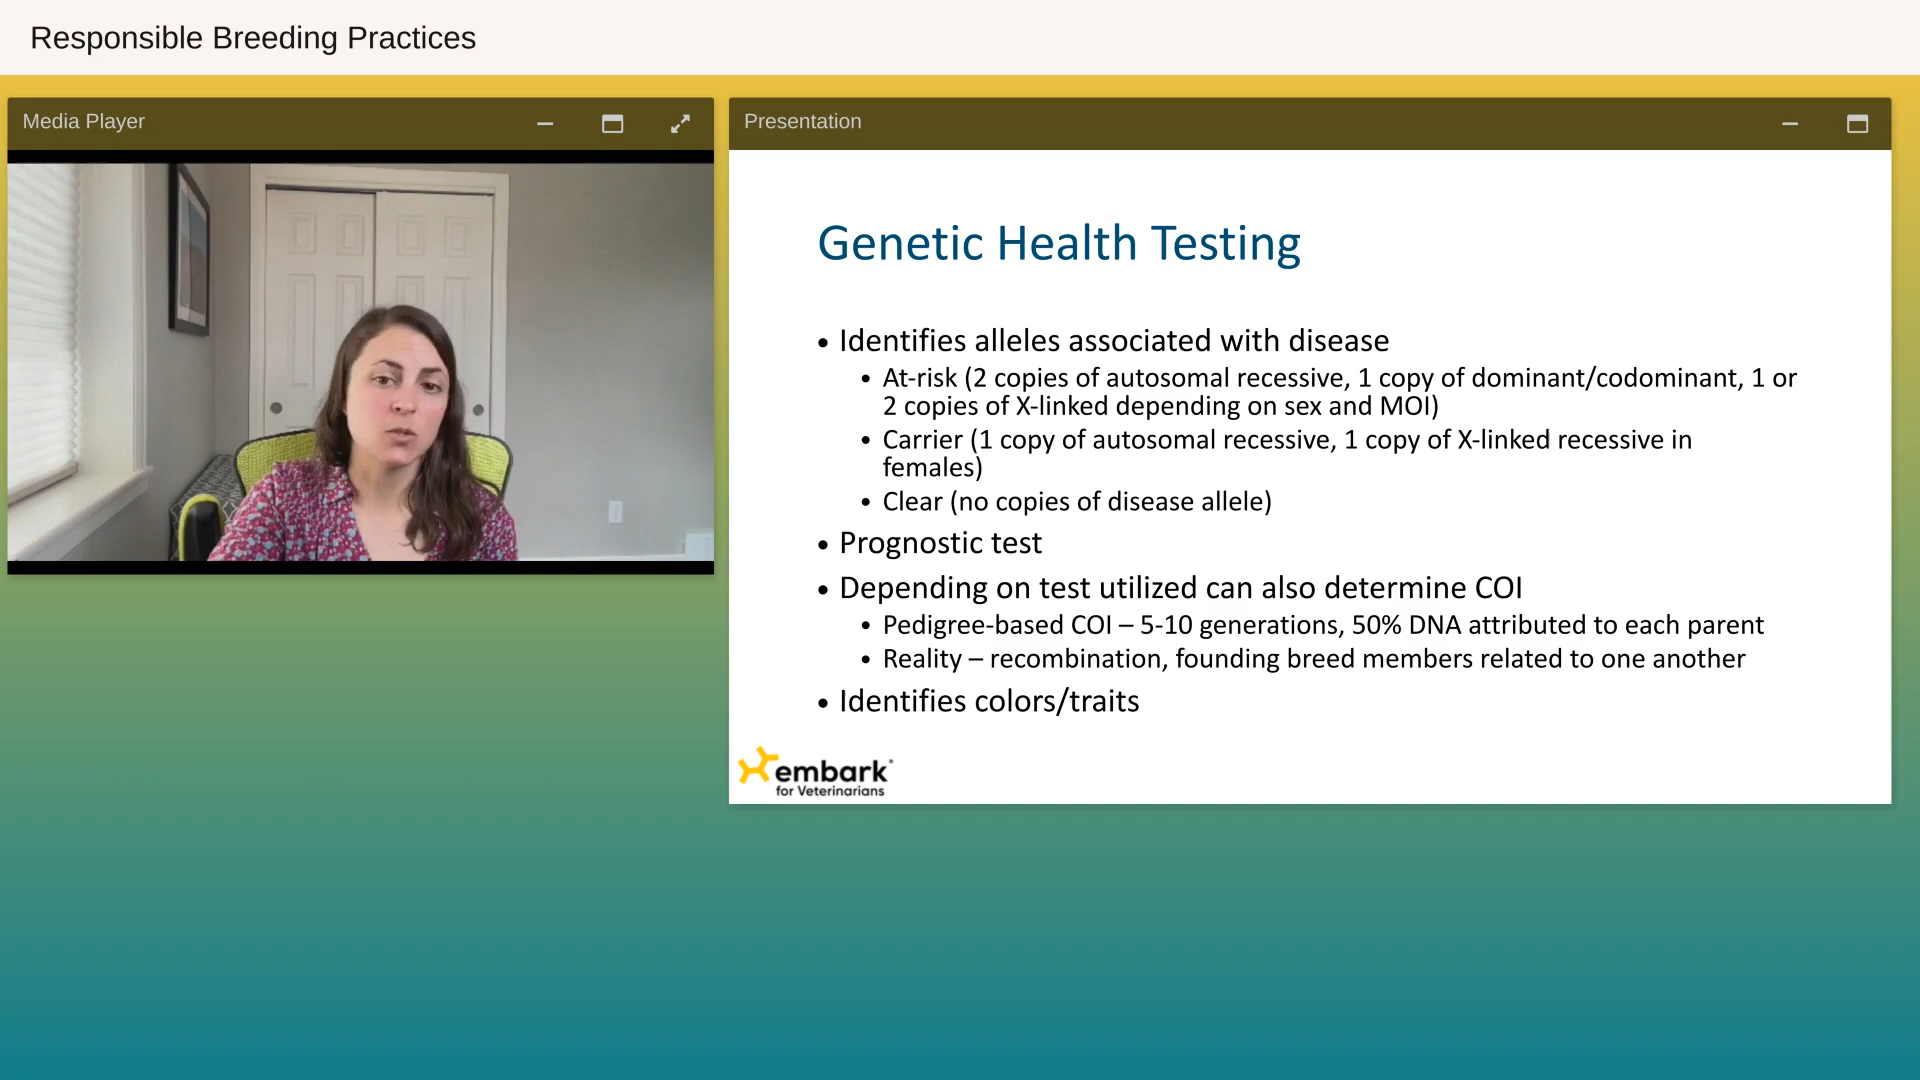 Responsible Breeding Practices
Media Player
Presentation
Genetic Health Testing
• Identifies alleles associated with disease
• At-risk (2 copies of autosomal recessive, 1 copy of dominant/codominant, 1 or
2 copies of X-linked depending on sex and MOI)
• Carrier (1 copy of autosomal recessive, 1 copy of X-linked recessive in
females)
• Clear (no copies of disease allele)
• Prognostic test
• Depending on test utilized can also determine COI
• Pedigree-based COI – 5-10 generations, 50% DNA attributed to each parent
• Reality – recombination, founding breed members related to one another
• Identifies colors/traits
embark
for Veterinarians